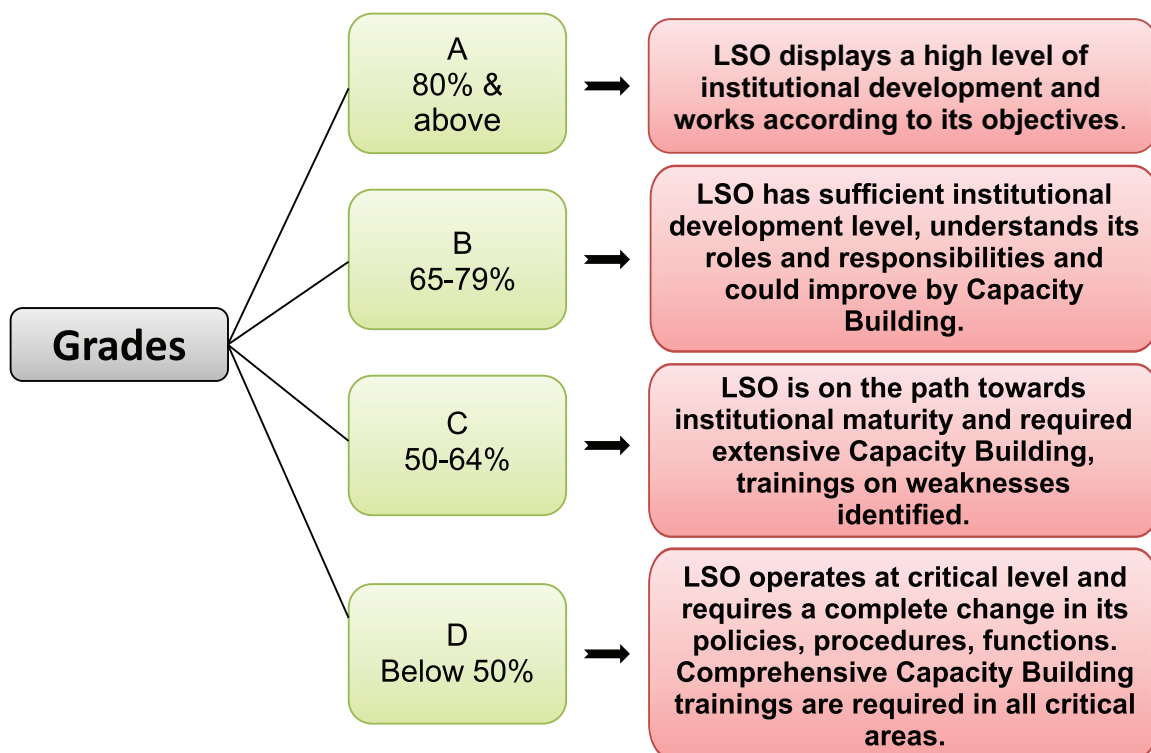 Grades
A
80% &
above
LSO displays a high level of
institutional development and
works according to its objectives.
B
65-79%
LSO has sufficient institutional
development level, understands its
roles and responsibilities and
could improve by Capacity
Building.
C
50-64%
LSO is on the path towards
institutional maturity and required
extensive Capacity Building,
trainings on weaknesses
identified.
D
Below 50%
LSO operates at critical level and
requires a complete change in its
policies, procedures, functions.
Comprehensive Capacity Building
trainings are required in all critical
areas.